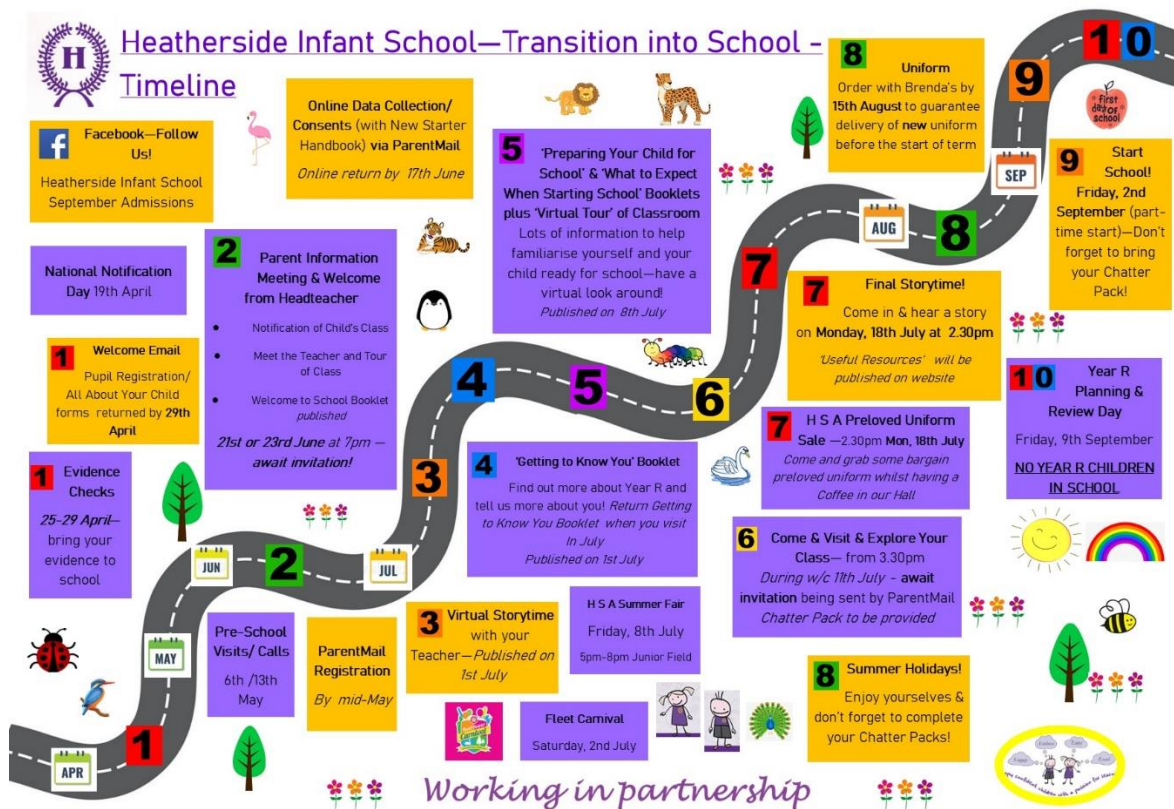 H
Heatherside Infant School—Transition into School -
Timeline
Facebook—Follow
Us!
Heatherside Infant School
September Admissions
Online Data Collection/
Consents (with New Starter
Handbook) via ParentMail
Online return by 17th June
National Notification
Day 19th April
1
Welcome Email
Pupil Registration/
All About Your Child
forms returned by 29th
April
1
Evidence
Checks
25-29 April—
bring your
evidence to
school
2
Parent Information
Meeting & Welcome
from Headteacher
• Notification of Child's Class
• Meet the Teacher and Tour
of Class
• Welcome to School Booklet
published
21st or 23rd June at 7pm —
await invitation!
5
'Preparing Your Child for
School' & 'What to Expect
When Starting School' Booklets
plus 'Virtual Tour' of Classroom
Lots of information to help
familiarise yourself and your
child ready for school—have a
virtual look around!
Published on 8th July
8
Uniform
Order with Brenda's by
15th August to guarantee
delivery of new uniform
before the start of term
9
Start
School!
Friday, 2nd
September (part-
time start)—Don't
forget to bring
your Chatter
Pack!
7
Final Storytime!
Come in & hear a story
on Monday, 18th July at 2.30pm
'Useful Resources' will be
published on website
7
H S A Preloved Uniform
Sale —2.30pm Mon, 18th July
Come and grab some bargain
preloved uniform whilst having a
Coffee in our Hall
10
Year R
Planning &
Review Day
Friday, 9th September
NO YEAR R CHILDREN
IN SCHOOL
4
'Getting to Know You' Booklet
Find out more about Year R and
tell us more about you! Return Getting
to Know You Booklet when you visit
In July
Published on 1st July
6
Come & Visit & Explore Your
Class— from 3.30pm
During w/c 11th July - await
invitation being sent by ParentMail
Chatter Pack to be provided
Pre-School
Visits/ Calls
6th /13th
May
ParentMail
Registration
By mid-May
3
Virtual Storytime
with your
Teacher—Published on
1st July
H S A Summer Fair
Friday, 8th July
5pm-8pm Junior Field
Fleet Carnival
Saturday, 2nd July
8
Summer Holidays!
Enjoy yourselves &
don't forget to complete
your Chatter Packs!
APR
1
MAY
JUN
2
JUL
3
4
5
6
7
AUG
8
SEP
9
10
first
day of
school
Carnival
Working in partnership